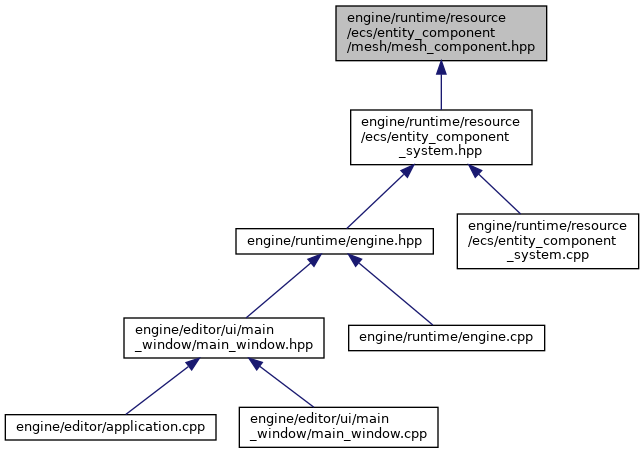 engine/runtime/resource
/ecs/entity_component
/mesh/mesh_component.hpp
engine/runtime/resource
/ecs/entity_component
_system.hpp
engine/runtime/engine.hpp
engine/runtime/resource
/ecs/entity_component
_system.cpp
engine/editor/ui/main
_window/main_window.hpp
engine/runtime/engine.cpp
engine/editor/application.cpp
engine/editor/ui/main
_window/main_window.cpp